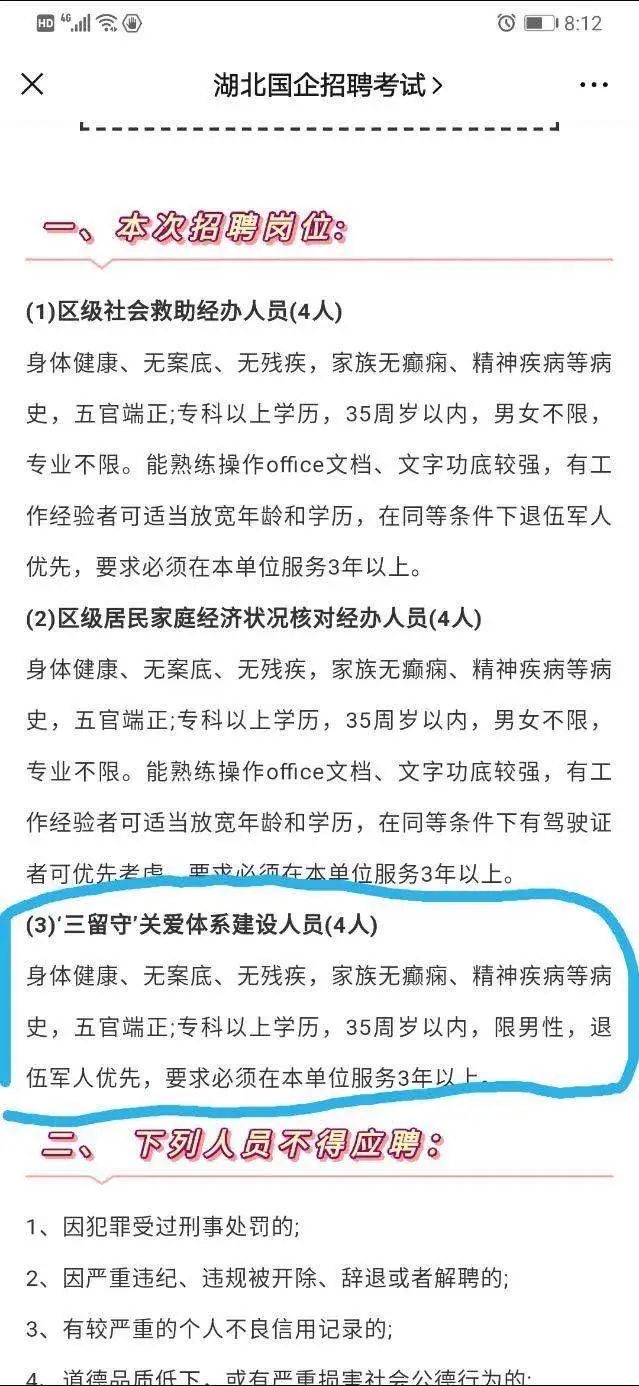 HD 4G 8:12
湖北国企招聘考试>
一、本次招聘岗位:
(1)区级社会救助经办人员(4人)
身体健康、无案底、无残疾，家族无癫痫、精神疾病等病
史，五官端正;专科以上学历，35周岁以内，男女不限，
专业不限。能熟练操作office文档、文字功底较强，有工
作经验者可适当放宽年龄和学历，在同等条件下退伍军人
优先，要求必须在本单位服务3年以上。
(2)区级居民家庭经济状况核对经办人员(4人)
身体健康、无案底、无残疾，家族无癫痫、精神疾病等病
史，五官端正;专科以上学历，35周岁以内，男女不限，
专业不限。能熟练操作office文档、文字功底较强，有工
作经验者可适当放宽年龄和学历，在同等条件下有驾驶证
者可优先考虑，要求必须在本单位服务3年以上。
(3)‘三留守’关爱体系建设人员(4人)
身体健康、无案底、无残疾，家族无癫痫、精神疾病等病
史，五官端正;专科以上学历，35周岁以内，限男性，退
伍军人优先，要求必须在本单位服务3年以上。
二、 下列人员不得应聘：
1、因犯罪受过刑事处罚的;
2、因严重违纪、违规被开除、辞退或者解聘的;
3、有较严重的个人不良信用记录的;
4、道德品质低下，或有严重损害社会公德行为的;